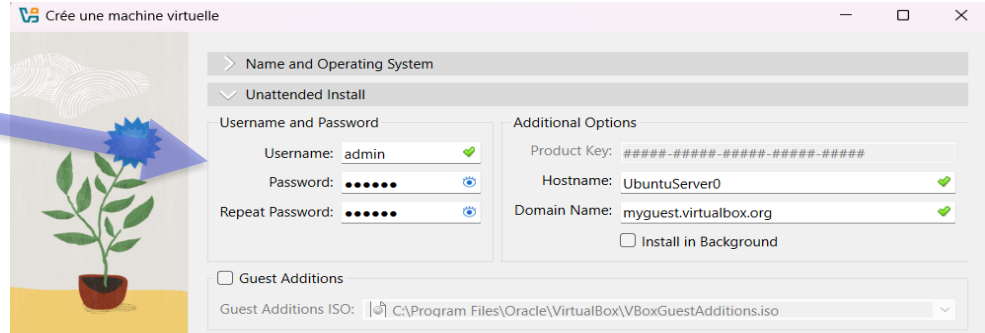 Crée une machine virtuelle
Name and Operating System
Unattended Install
Username and Password
Username: admin
Password: ●●●●●●
Repeat Password: ●●●●●●
Additional Options
Product Key: #####-#####-#####-#####-#####
Hostname: UbuntuServer0
Domain Name: myguest.virtualbox.org
Install in Background
Guest Additions
Guest Additions ISO: C:\Program Files\Oracle\VirtualBox\VBoxGuestAdditions.iso